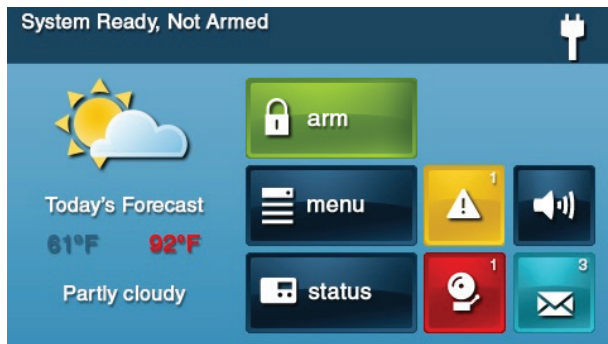 System Ready, Not Armed
arm
Today's Forecast
menu
1
61°F 92°F
Partly cloudy
status
1
3